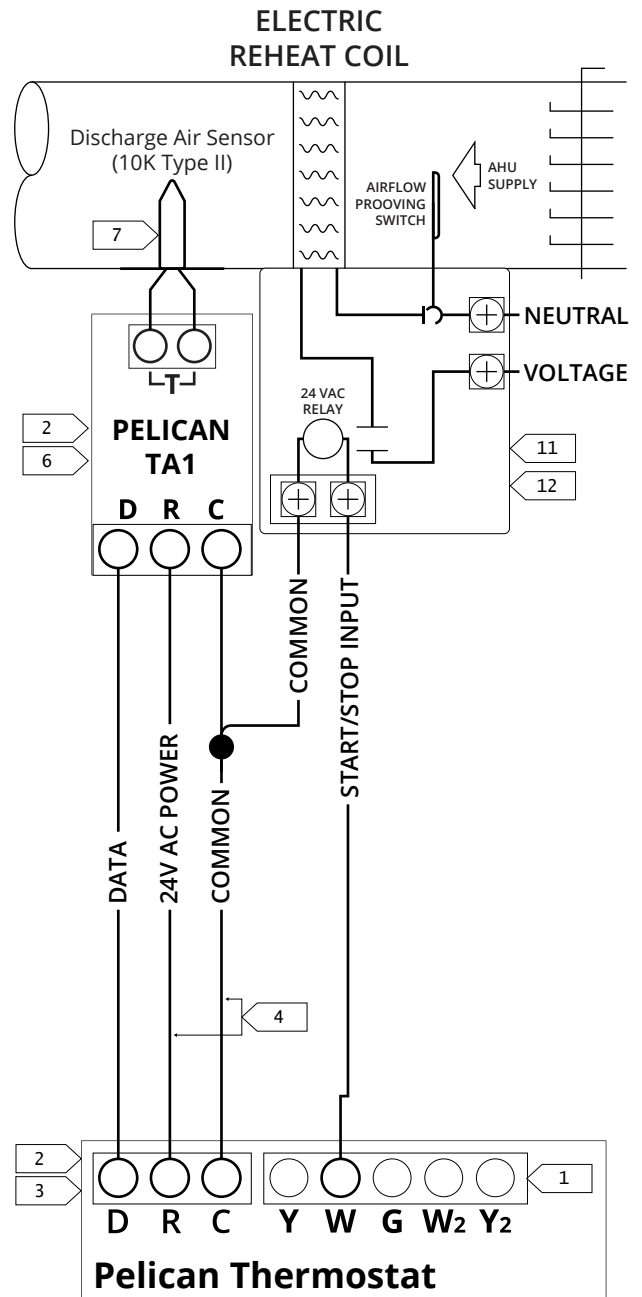 ELECTRIC
REHEAT COIL
Discharge Air Sensor
(10K Type II)
7
AIRFLOW
PROOVING
SWITCH
AHU
SUPPLY
NEUTRAL
VOLTAGE
T
24 VAC
RELAY
2
6
PELICAN
TA1
11
12
D R C
COMMON
START/STOP INPUT
DATA
24V AC POWER
COMMON
4
2
3
1
D R C Y W G W2 Y2
Pelican Thermostat